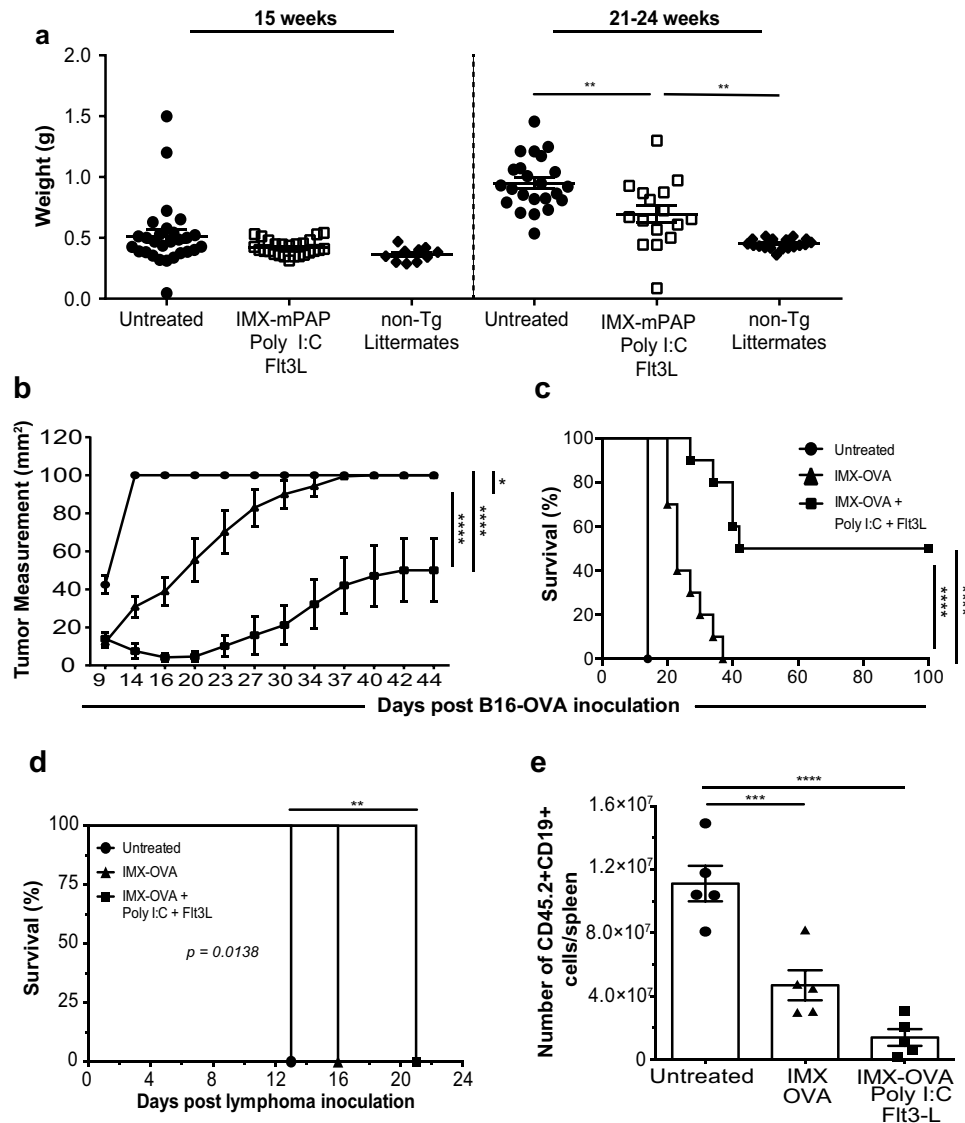 15 weeks
21-24 weeks
a
2.0
1.5
1.0
0.5
0.0
Weight (g)
**
**
Untreated
IMX-mPAP
Poly I:C
Flt3L
non-Tg
Littermates
Untreated
IMX-mPAP
Poly I:C
Flt3L
non-Tg
Littermates
b
Tumor Measurement (mm²)
120
100
80
60
40
20
0
9 14 16 20 23 27 30 34 37 40 42 44
*
****
****
c
Survival (%)
100
80
60
40
20
0
0 20 40 60 80 100
Untreated
IMX-OVA
IMX-OVA +
Poly I:C + Flt3L
****
Days post B16-OVA inoculation
d
Survival (%)
100
75
50
25
0
**
Untreated
IMX-OVA
IMX-OVA +
Poly I:C + Flt3L
p = 0.0138
0 4 8 12 16 20 24
Days post lymphoma inoculation
e
Number of CD45.2+CD19+
cells/spleen
1.6×10⁷
1.2×10⁷
8.0×10⁷
4.0×10⁷
0
****
***
Untreated
IMX
OVA
IMX-OVA
Poly I:C
Flt3-L